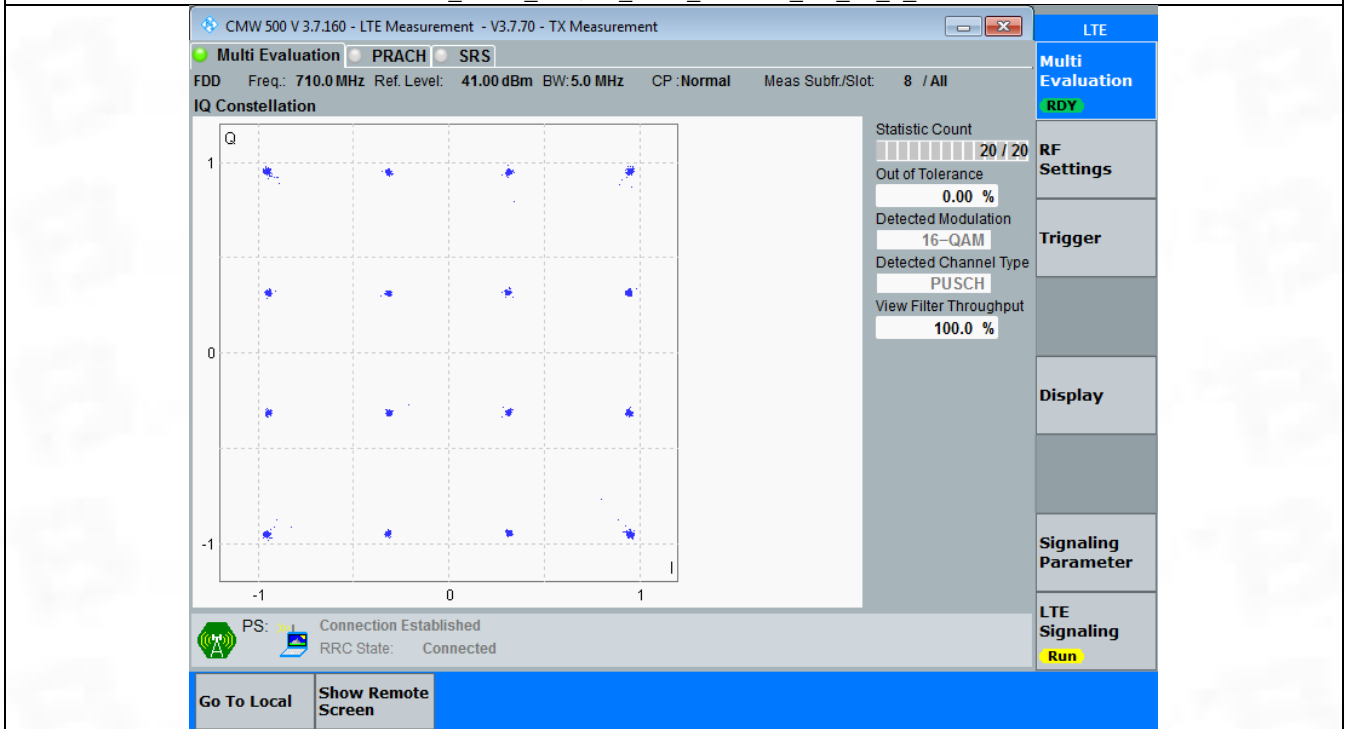 CMW 500 V 3.7.160 - LTE Measurement - V3.7.70 - TX Measurement
LTE
Multi Evaluation PRACH SRS
FDD Freq.: 710.0 MHz Ref. Level: 41.00 dBm BW: 5.0 MHz CP : Normal Meas Subfr./Slot: 8 / All
IQ Constellation
Multi
Evaluation
RDY
Q
1
0
-1
-1 0 1
I
Statistic Count
20 / 20
Out of Tolerance
0.00 %
Detected Modulation
16-QAM
Detected Channel Type
PUSCH
View Filter Throughput
100.0 %
RF
Settings
Trigger
Display
Signaling
Parameter
LTE
Signaling
Run
PS: Connection Established
RRC State: Connected
Go To Local
Show Remote
Screen